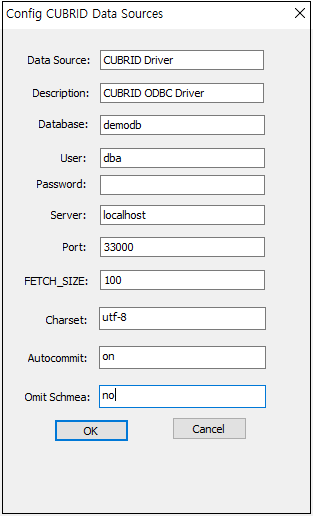 Config CUBRID Data Sources
Data Source: CUBRID Driver
Description: CUBRID ODBC Driver
Database: demodb
User: dba
Password:
Server: localhost
Port: 33000
FETCH_SIZE: 100
Charset: utf-8
Autocommit: on
Omit Schmea: no
OK Cancel